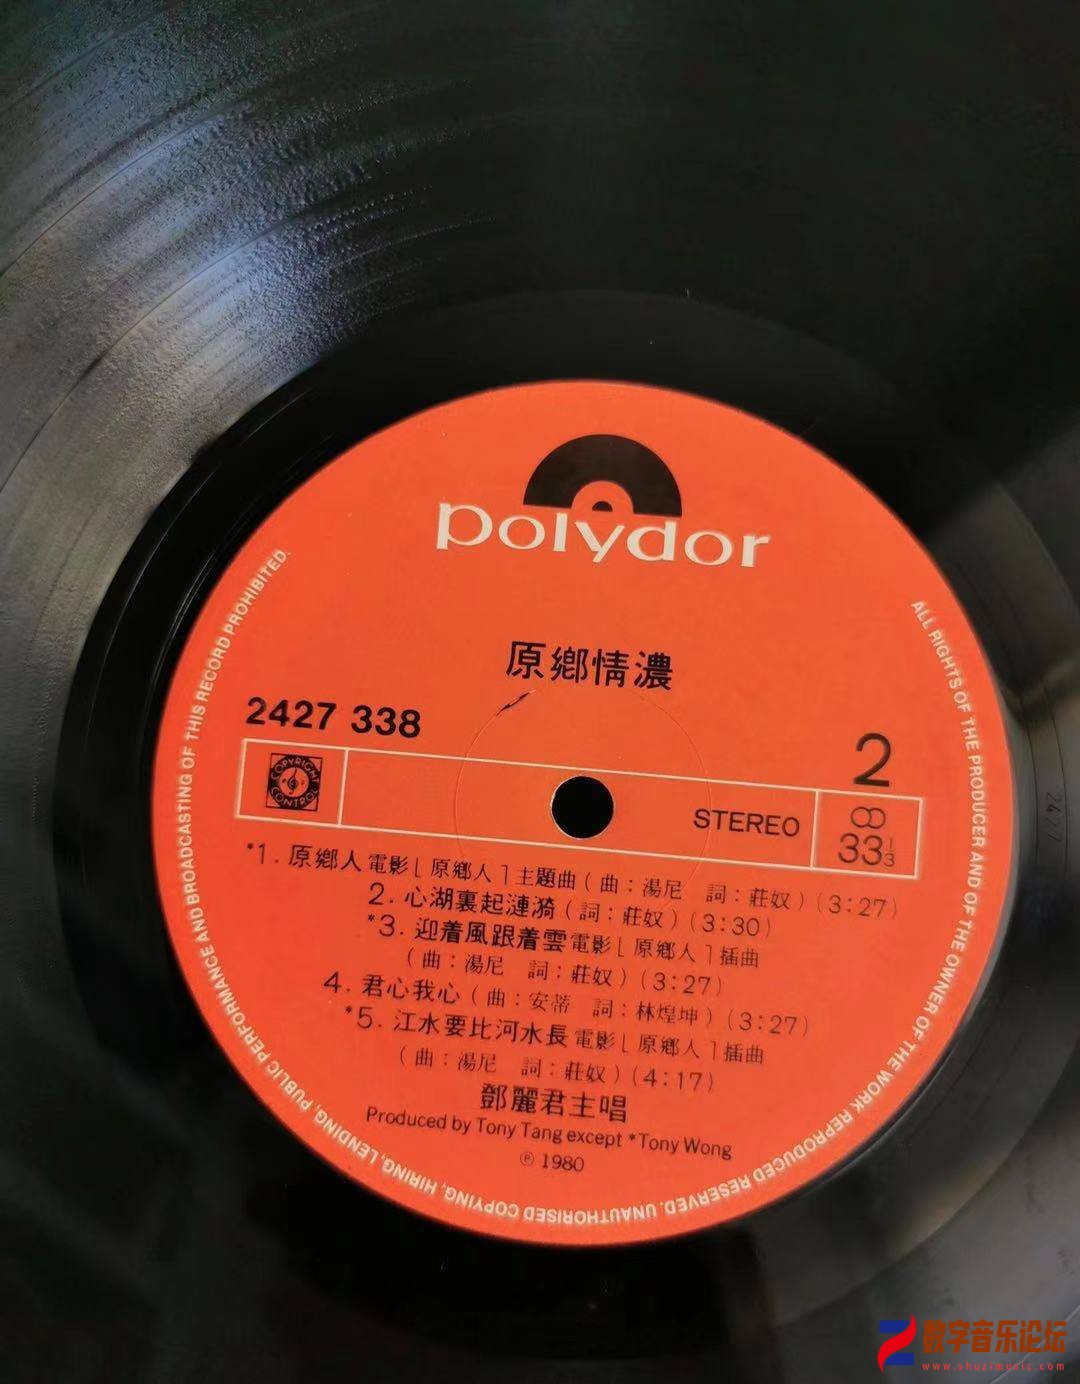 polydor
原鄉情濃
2427 338
2
COPYRIGHT CONTROL
STEREO
33 1/3
*1. 原鄉人電影「原鄉人」主題曲(曲:湯尼 詞:莊奴)(3:27)
2. 心湖裏起漣漪(詞:莊奴)(3:30)
*3. 迎着風跟着雲電影「原鄉人」插曲
(曲:湯尼 詞:莊奴)(3:27)
4. 君心我心(曲:安蒂 詞:林煌坤)(3:27)
*5. 江水要比河水長電影「原鄉人」插曲
(曲:湯尼 詞:莊奴)(4:17)
鄧麗君主唱
Produced by Tony Tang except *Tony Wong
℗ 1980
ALL RIGHTS OF THE PRODUCER AND OF THE OWNER OF THE WORK REPRODUCED RESERVED. UNAUTHORISED COPYING, HIRING, LENDING, PUBLIC PERFORMANCE AND BROADCASTING OF THIS RECORD PROHIBITED.
数字音乐论坛
www.shuzimusic.com